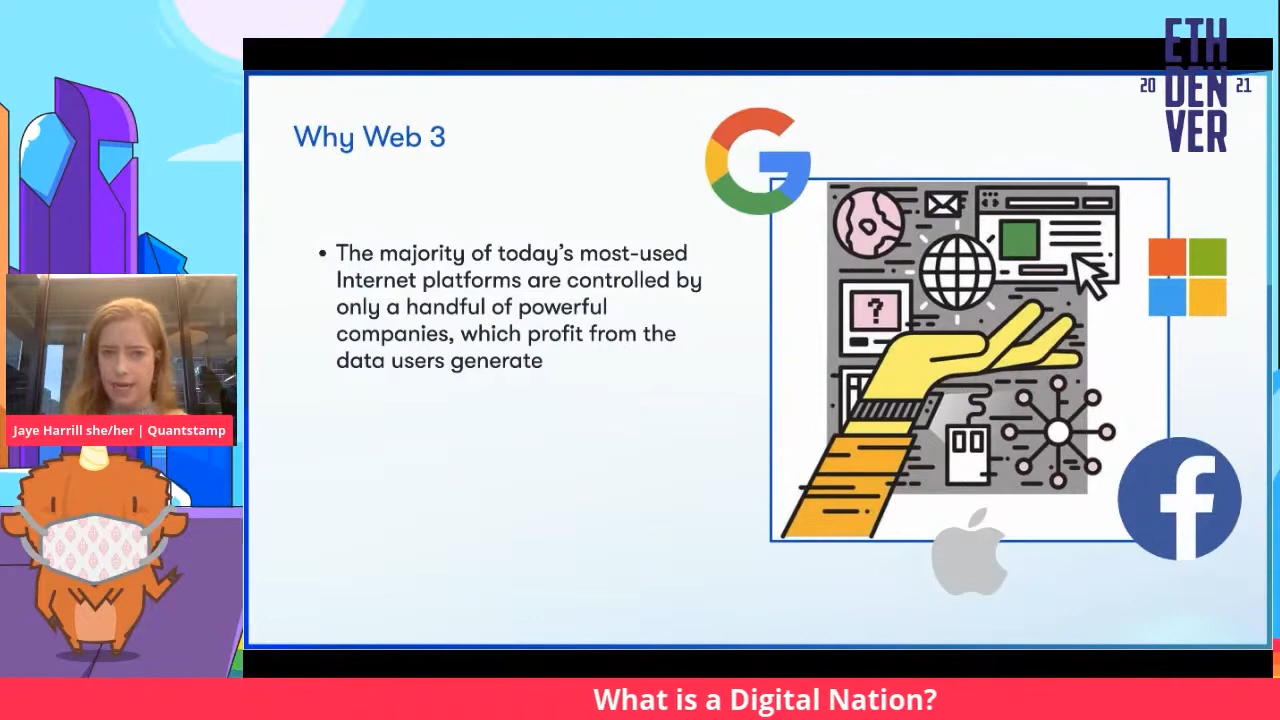 ETH
20 DEN 21
VER
Why Web 3
• The majority of today's most-used
Internet platforms are controlled by
only a handful of powerful
companies, which profit from the
data users generate
?
f
Jaye Harrill she/her | Quantstamp
What is a Digital Nation?